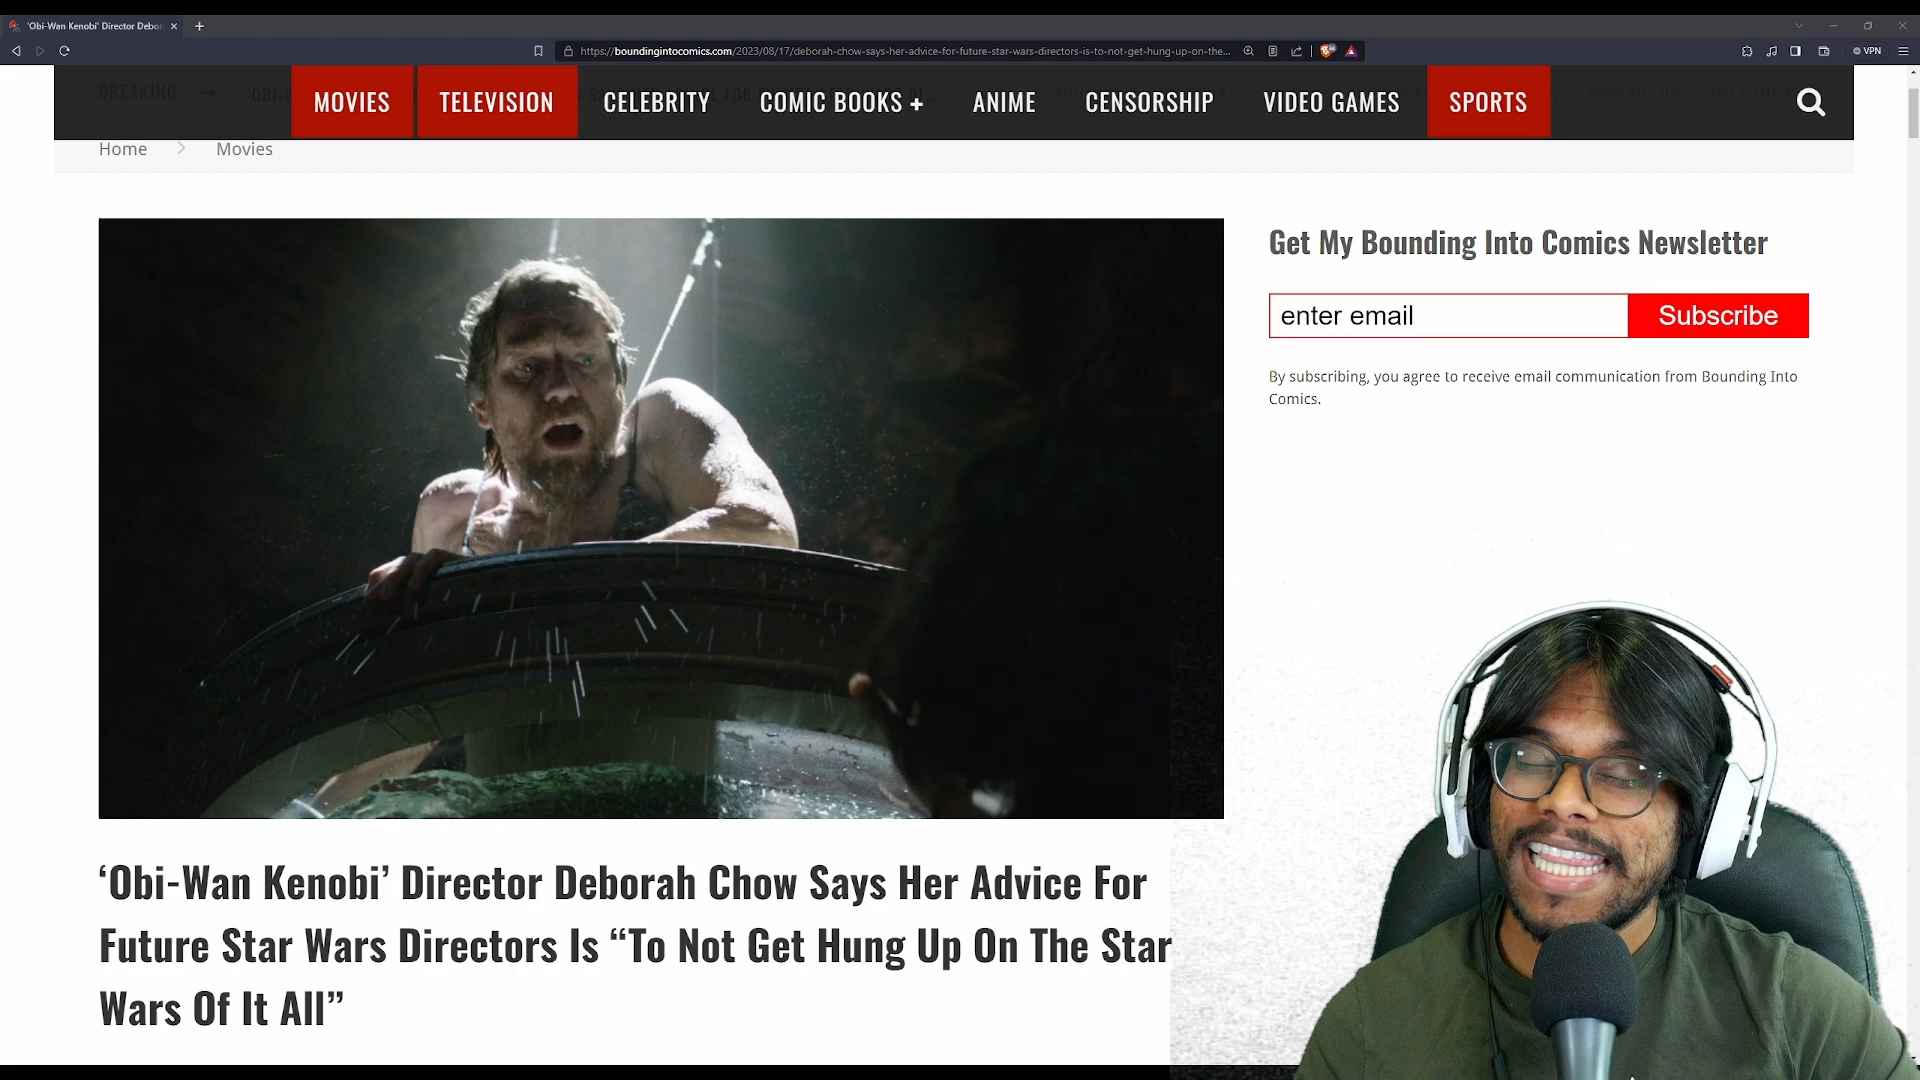 'Obi-Wan Kenobi' Director Debor
https://boundingintocomics.com/2023/08/17/deborah-chow-says-her-advice-for-future-star-wars-directors-is-to-not-get-hung-up-on-the...
VPN
BREAKING
MOVIES TELEVISION CELEBRITY COMIC BOOKS + ANIME CENSORSHIP VIDEO GAMES SPORTS
Home Movies
Get My Bounding Into Comics Newsletter
enter email Subscribe
By subscribing, you agree to receive email communication from Bounding Into
Comics.
‘Obi-Wan Kenobi’ Director Deborah Chow Says Her Advice For
Future Star Wars Directors Is “To Not Get Hung Up On The Star
Wars Of It All”